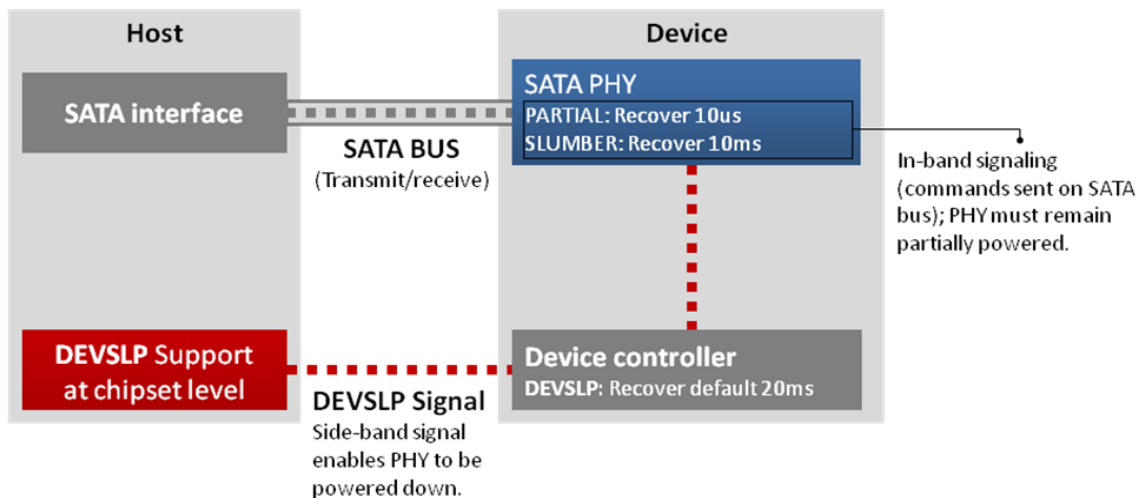 Host
Device
SATA interface
SATA BUS
(Transmit/receive)
SATA PHY
PARTIAL: Recover 10us
SLUMBER: Recover 10ms
In-band signaling
(commands sent on SATA
bus); PHY must remain
partially powered.
DEVSLP Support
at chipset level
DEVSLP Signal
Side-band signal
enables PHY to be
powered down.
Device controller
DEVSLP: Recover default 20ms